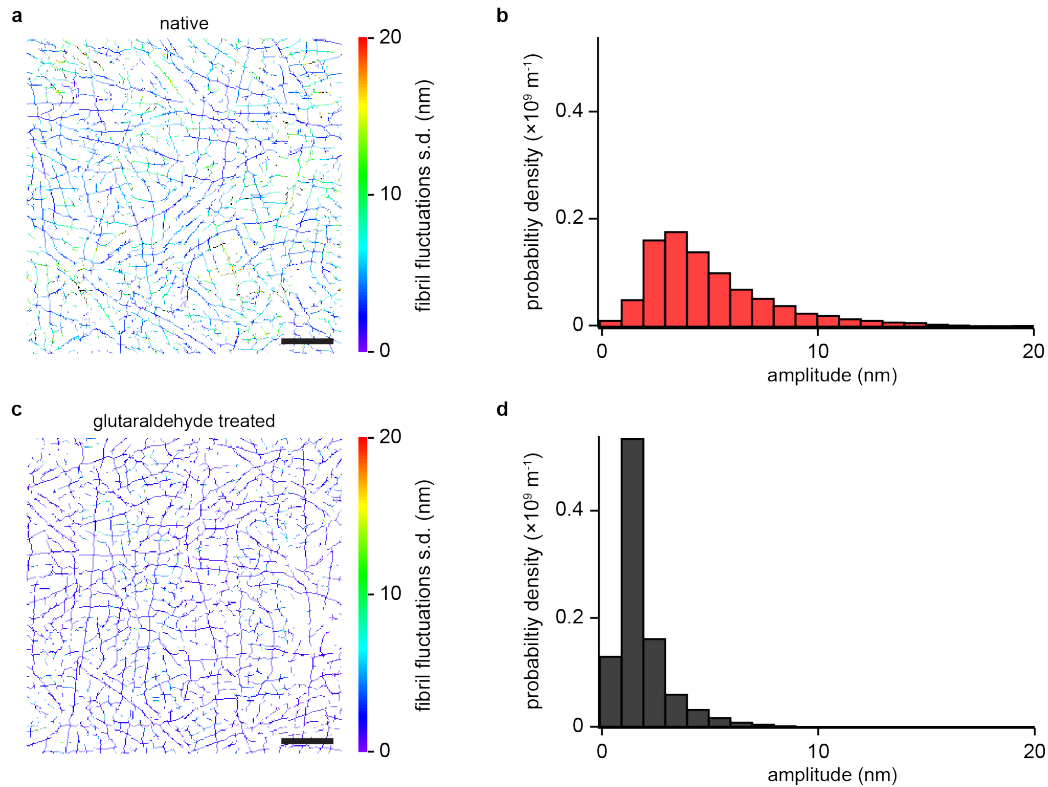 a
native
20
10
0
fibril fluctuations s.d. (nm)
b
0.4
0.2
0
probabiltiy density (×10⁹ m⁻¹)
0
10
20
amplitude (nm)
c
glutaraldehyde treated
20
10
0
fibril fluctuations s.d. (nm)
d
0.4
0.2
0
probabiltiy density (×10⁹ m⁻¹)
0
10
20
amplitude (nm)